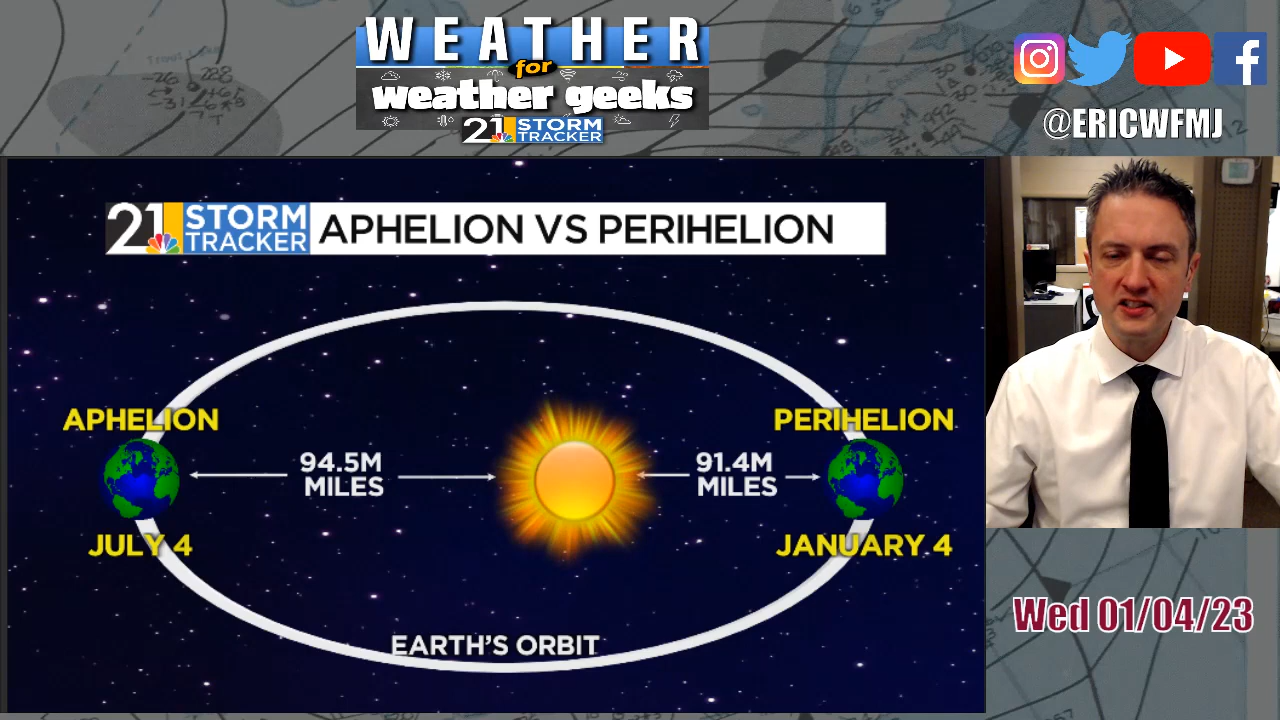 WEATHER
for
weather geeks
21 STORM
TRACKER
@ERICWFMJ
21 STORM
TRACKER
APHELION VS PERIHELION
APHELION
PERIHELION
94.5M
MILES
91.4M
MILES
JULY 4
JANUARY 4
EARTH'S ORBIT
Wed 01/04/23